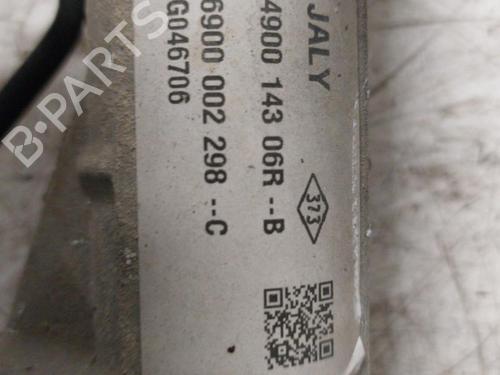 JALY
4900 143 06R --B
6900 002 298 --C
G046706
373
B-PARTS